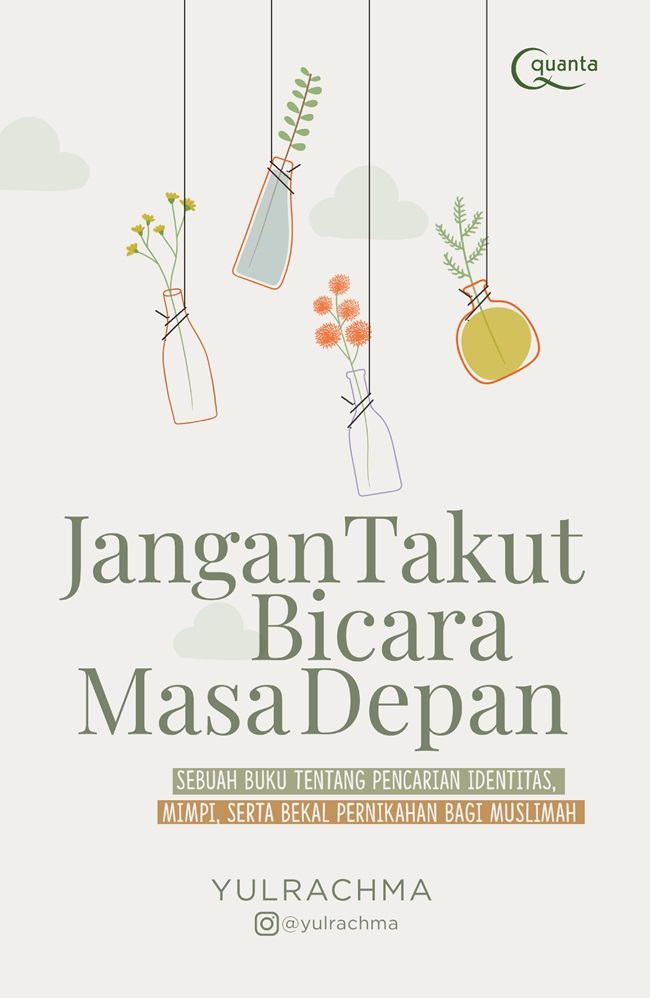 quanta
Jangan Takut
Bicara
Masa Depan
SEBUAH BUKU TENTANG PENCARIAN IDENTITAS,
MIMPI, SERTA BEKAL PERNIKAHAN BAGI MUSLIMAH
YULRACHMA
@yulrachma